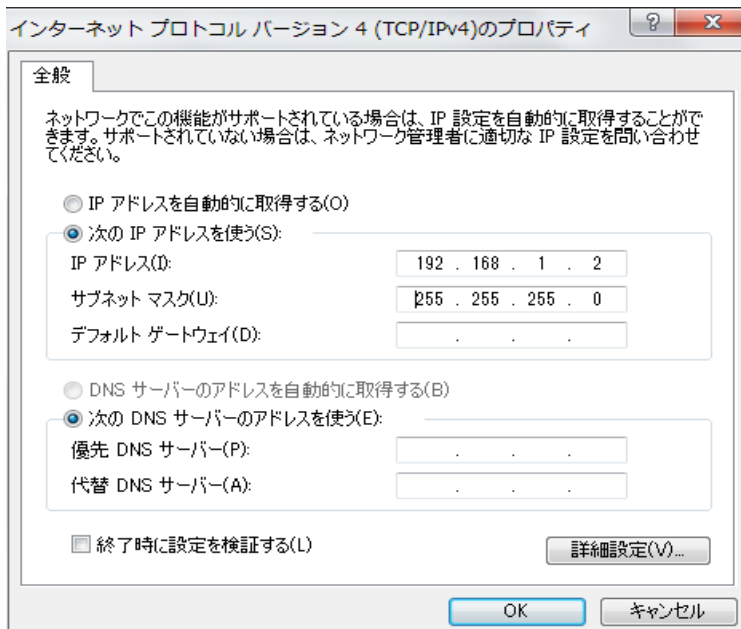 インターネット プロトコル バージョン 4 (TCP/IPv4)のプロパティ
全般
ネットワークでこの機能がサポートされている場合は、IP 設定を自動的に取得することがで
きます。サポートされていない場合は、ネットワーク管理者に適切な IP 設定を問い合わせ
てください。
IP アドレスを自動的に取得する(O)
次の IP アドレスを使う(S):
IP アドレス(I): 192 . 168 . 1 . 2
サブネット マスク(U): 255 . 255 . 255 . 0
デフォルト ゲートウェイ(D): . . .
DNS サーバーのアドレスを自動的に取得する(B)
次の DNS サーバーのアドレスを使う(E):
優先 DNS サーバー(P): . . .
代替 DNS サーバー(A): . . .
終了時に設定を検証する(L)
詳細設定(V)...
OK キャンセル